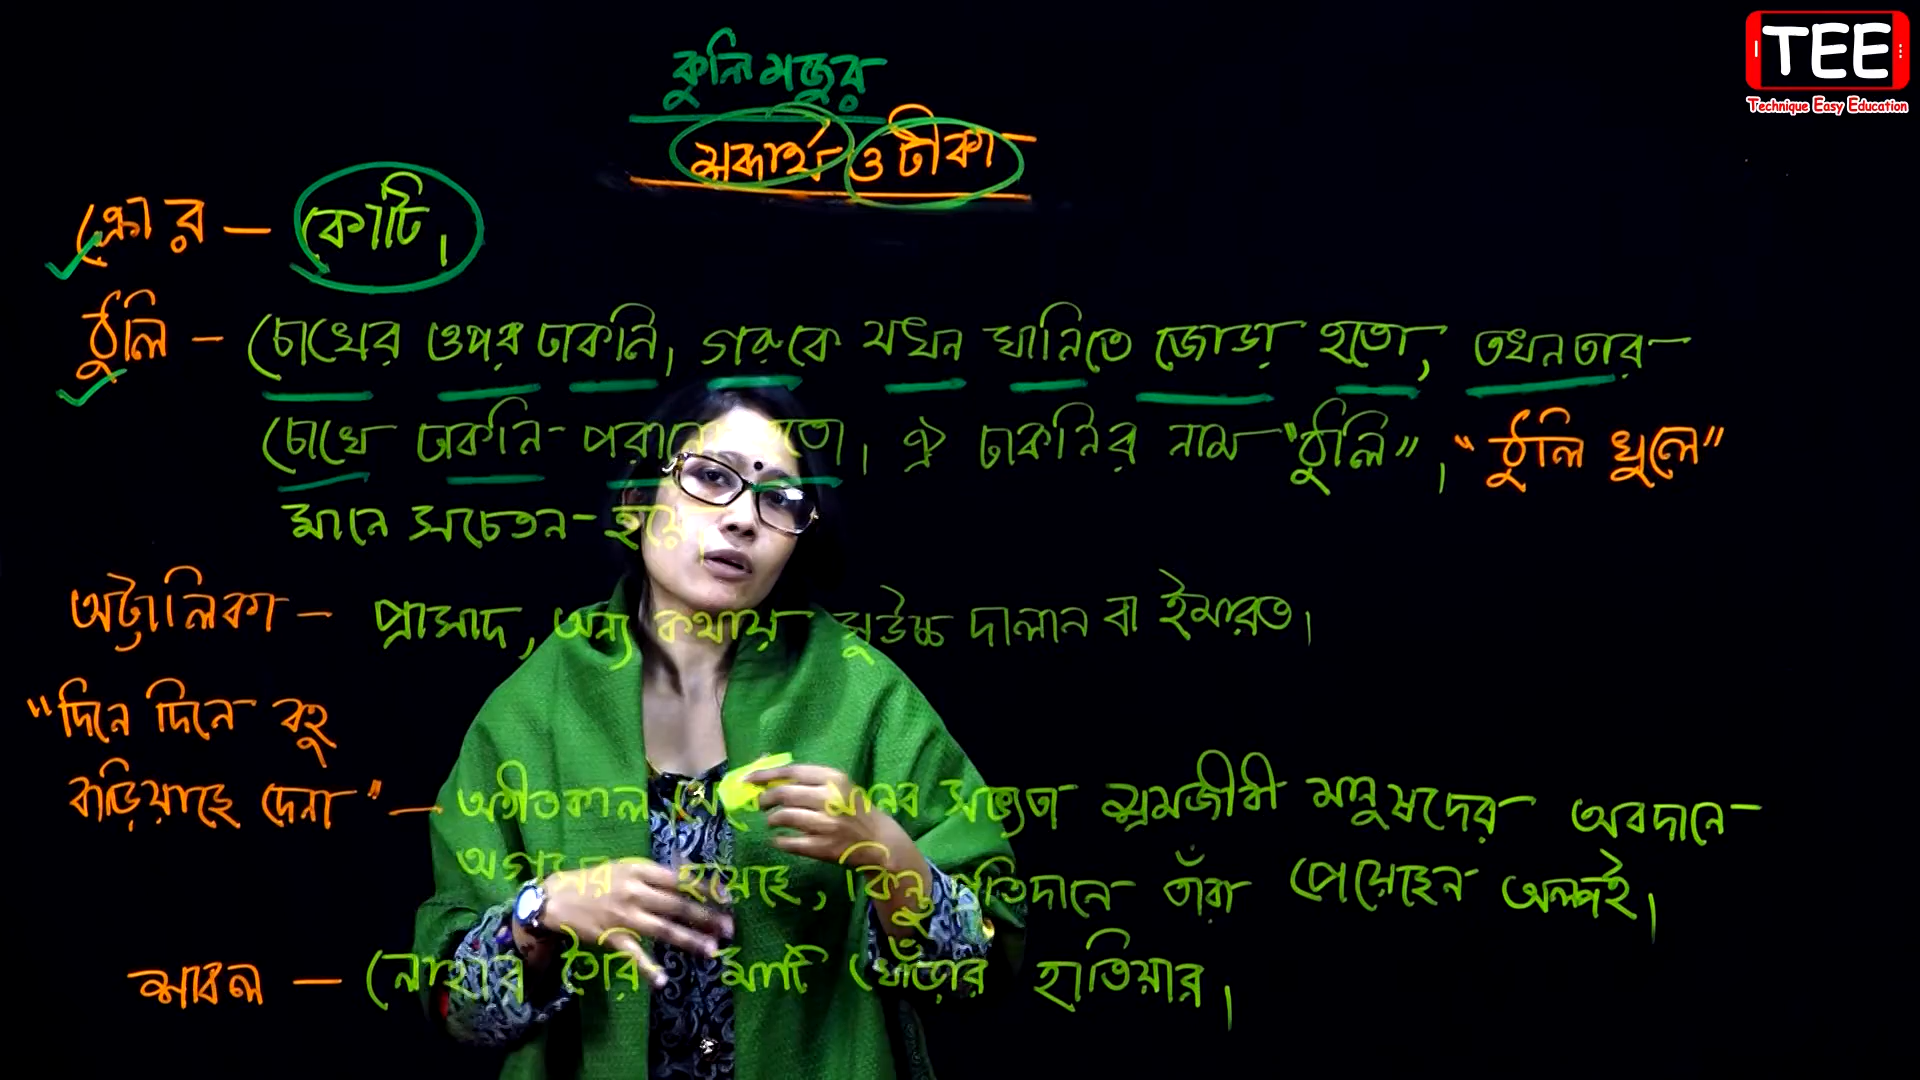 কুলি মজুর
TEE
Technique Easy Education
শব্দার্থ ও টীকা
ক্রোর – কোটি।
ঠুলি – চোখের ওপর ঢাকনি, গরুকে যখন ঘানিতে জোড়া হতো, তখন তার
চোখে ঢাকনি পরানো হতো। ঐ ঢাকনির নাম "ঠুলি"। "ঠুলি খুলে"
মানে সচেতন হয়ে।
অট্টালিকা – প্রাসাদ, অন্য কথায় সুউচ্চ দালান বা ইমারত।
"দিনে দিনে বহু
বাড়িয়াছে দেনা" – অতীতকাল থেকে মানব সভ্যতা শ্রমজীবী মানুষদের অবদানে
অগ্রসর হয়েছে, কিন্তু প্রতিদানে তাঁরা পেয়েছেন অল্পই।
শাবল – লোহার তৈরি মাটি খোঁড়ার হাতিয়ার।